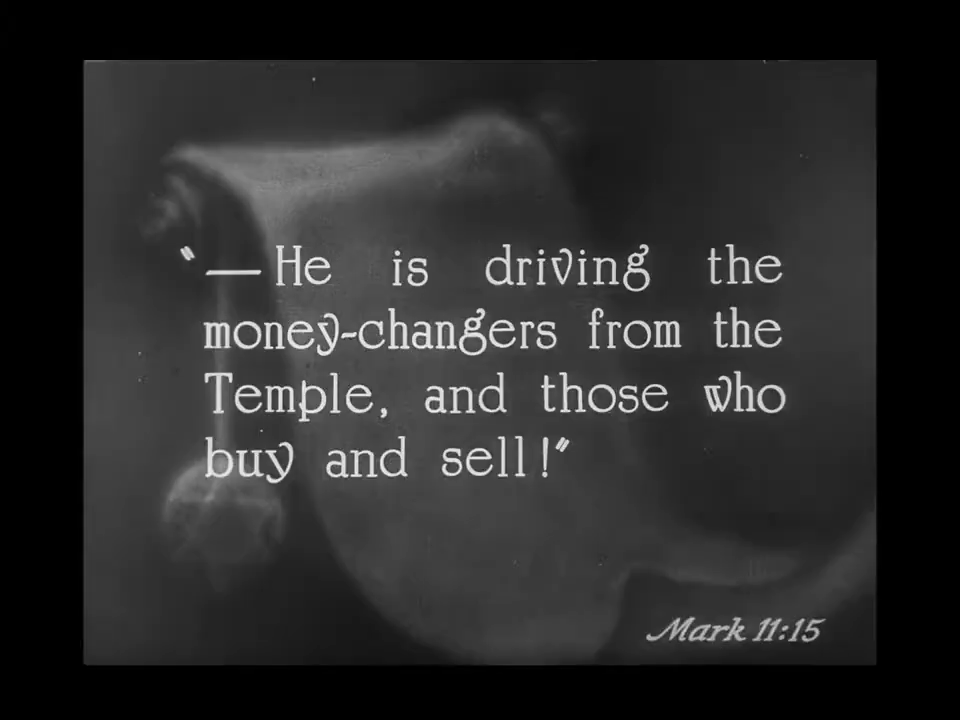 "—He is driving the
money-changers from the
Temple, and those who
buy and sell!"
Mark 11:15